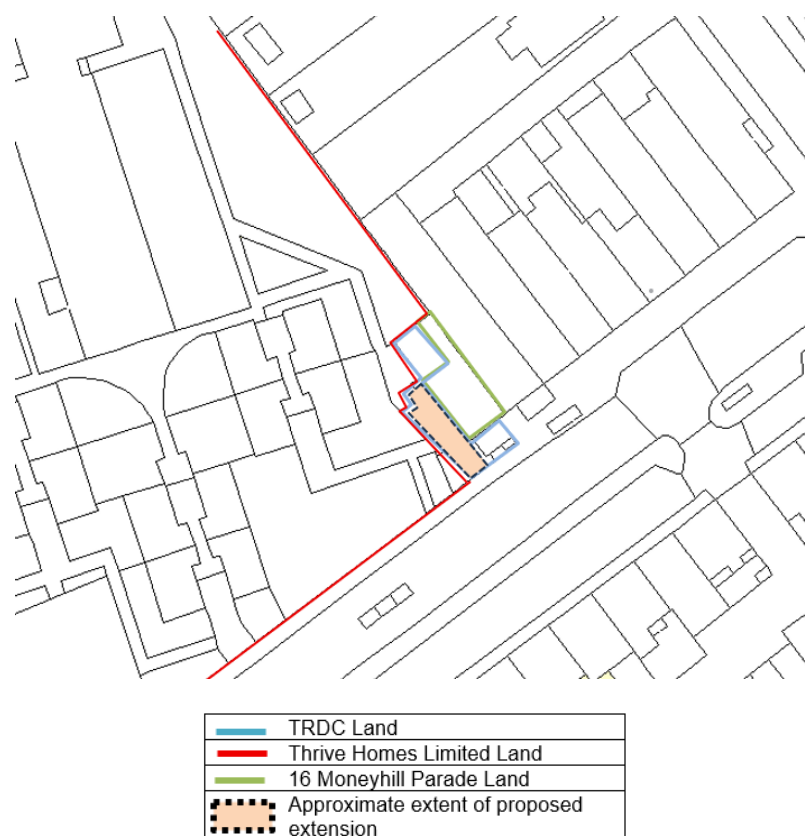 TRDC Land
Thrive Homes Limited Land
16 Moneyhill Parade Land
Approximate extent of proposed
extension